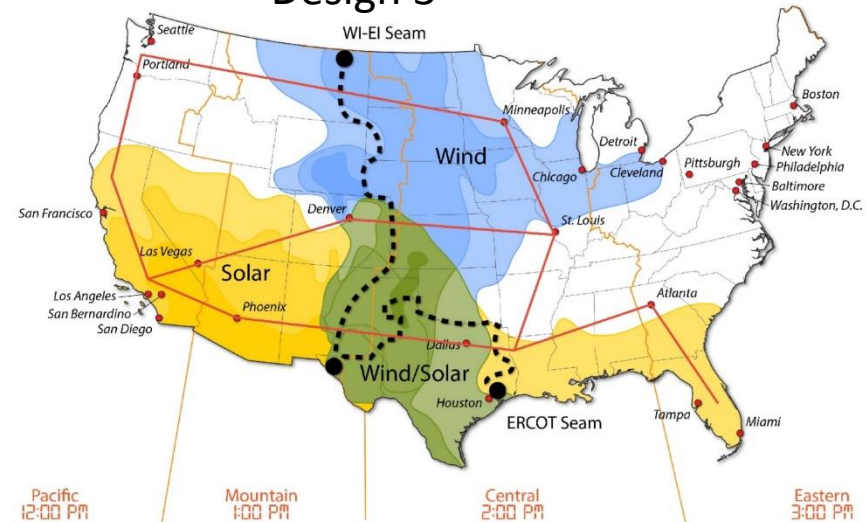 WI-EI Seam
Seattle
Portland
Minneapolis
Boston
Detroit
New York
Wind
Pittsburgh
Philadelphia
Chicago
Cleveland
Baltimore
Washington, D.C.
San Francisco
Denver
St. Louis
Las Vegas
Solar
Los Angeles
Phoenix
Atlanta
San Bernardino
San Diego
Dallas
Wind/Solar
Houston
Tampa
ERCOT Seam
Miami
Pacific
12:00 PM
Mountain
1:00 PM
Central
2:00 PM
Eastern
3:00 PM